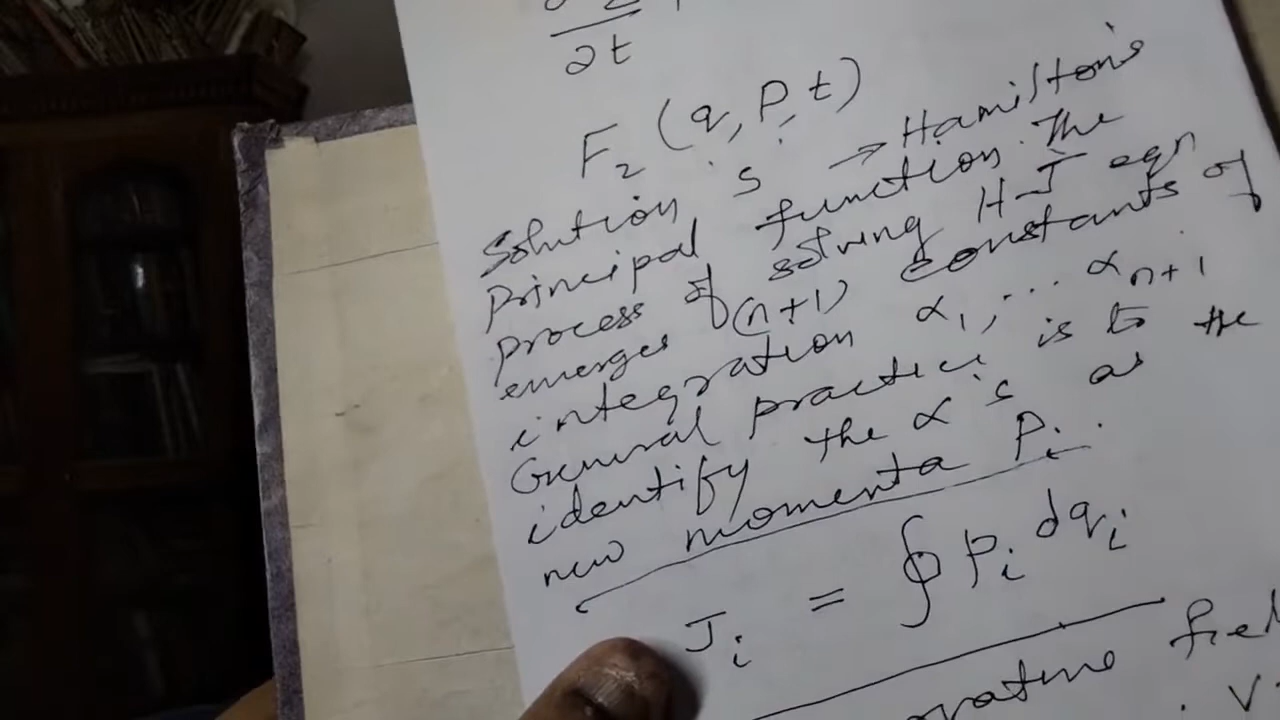 ∂t
F₂ (q, P, t)
Solution, S → Hamilton's
principal function. The
process of solving H-J eqn
emerges (n+1) constants of
integration α₁, ... αₙ₊₁
General practice is to the
identify the α's as
new momenta Pᵢ.
Jᵢ = ∮ pᵢ dqᵢ